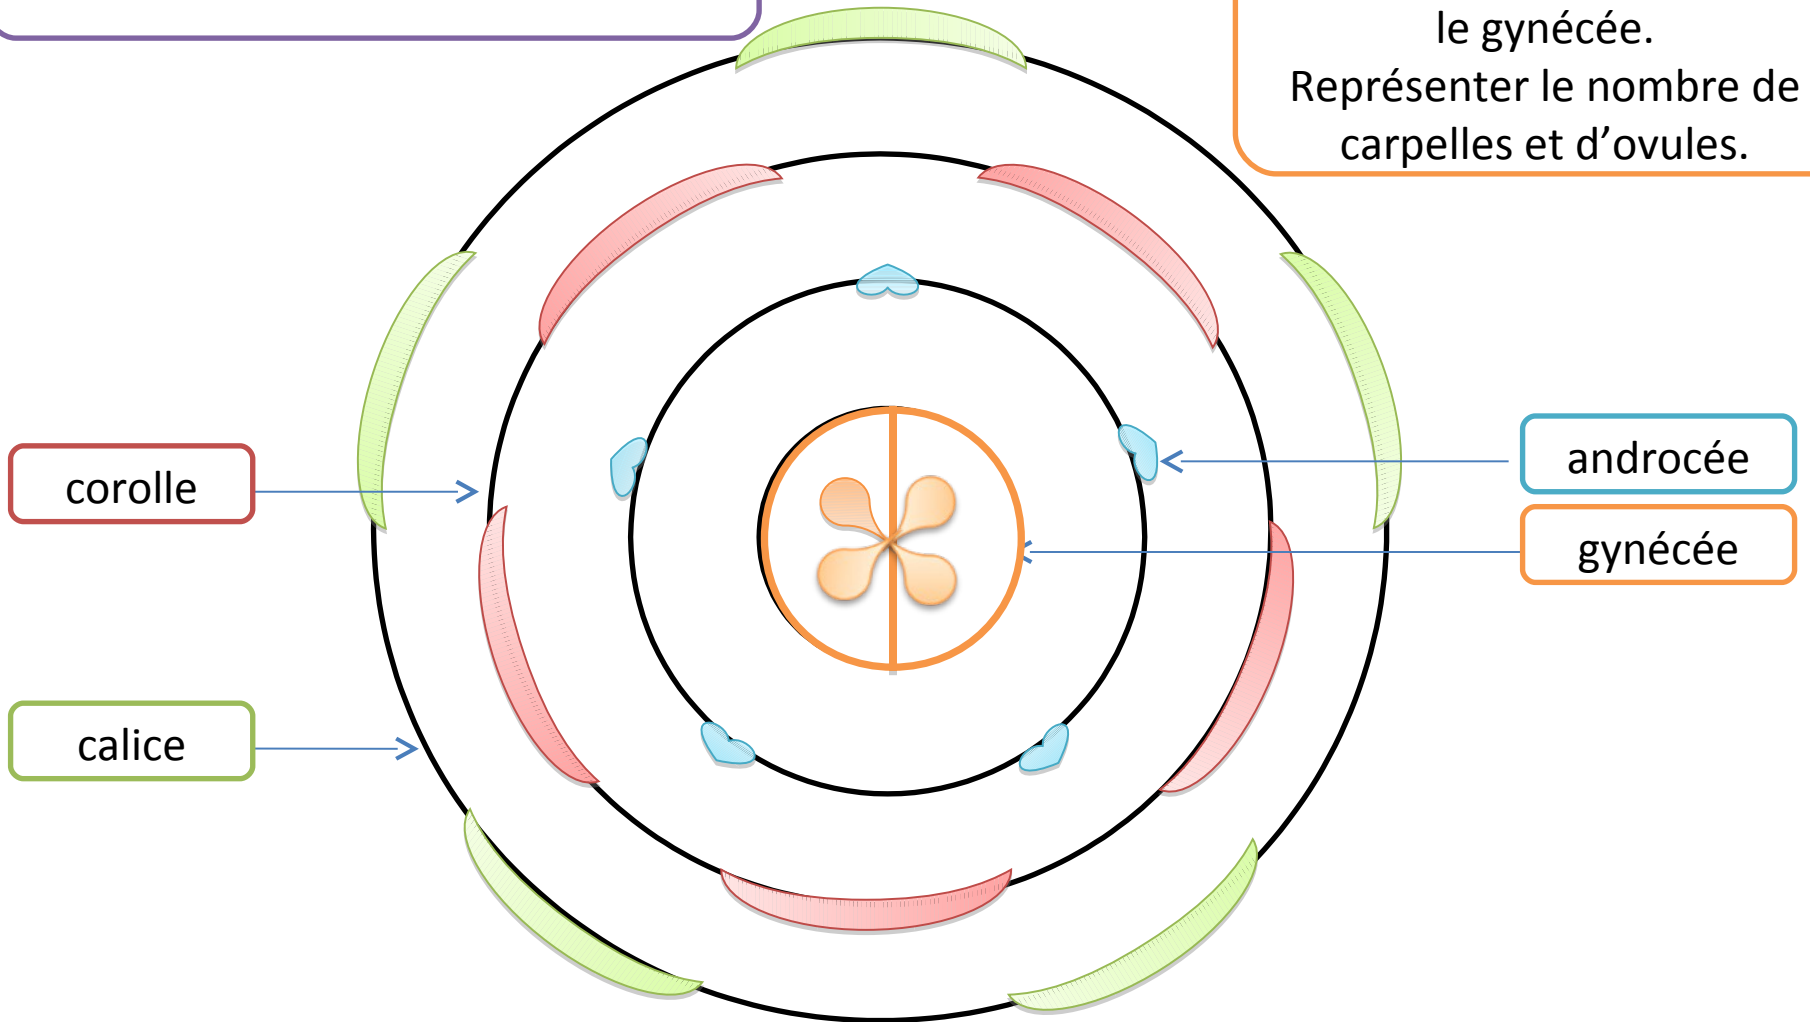 le gynécée.
Représenter le nombre de
carpelles et d’ovules.
corolle
androcée
gynécée
calice